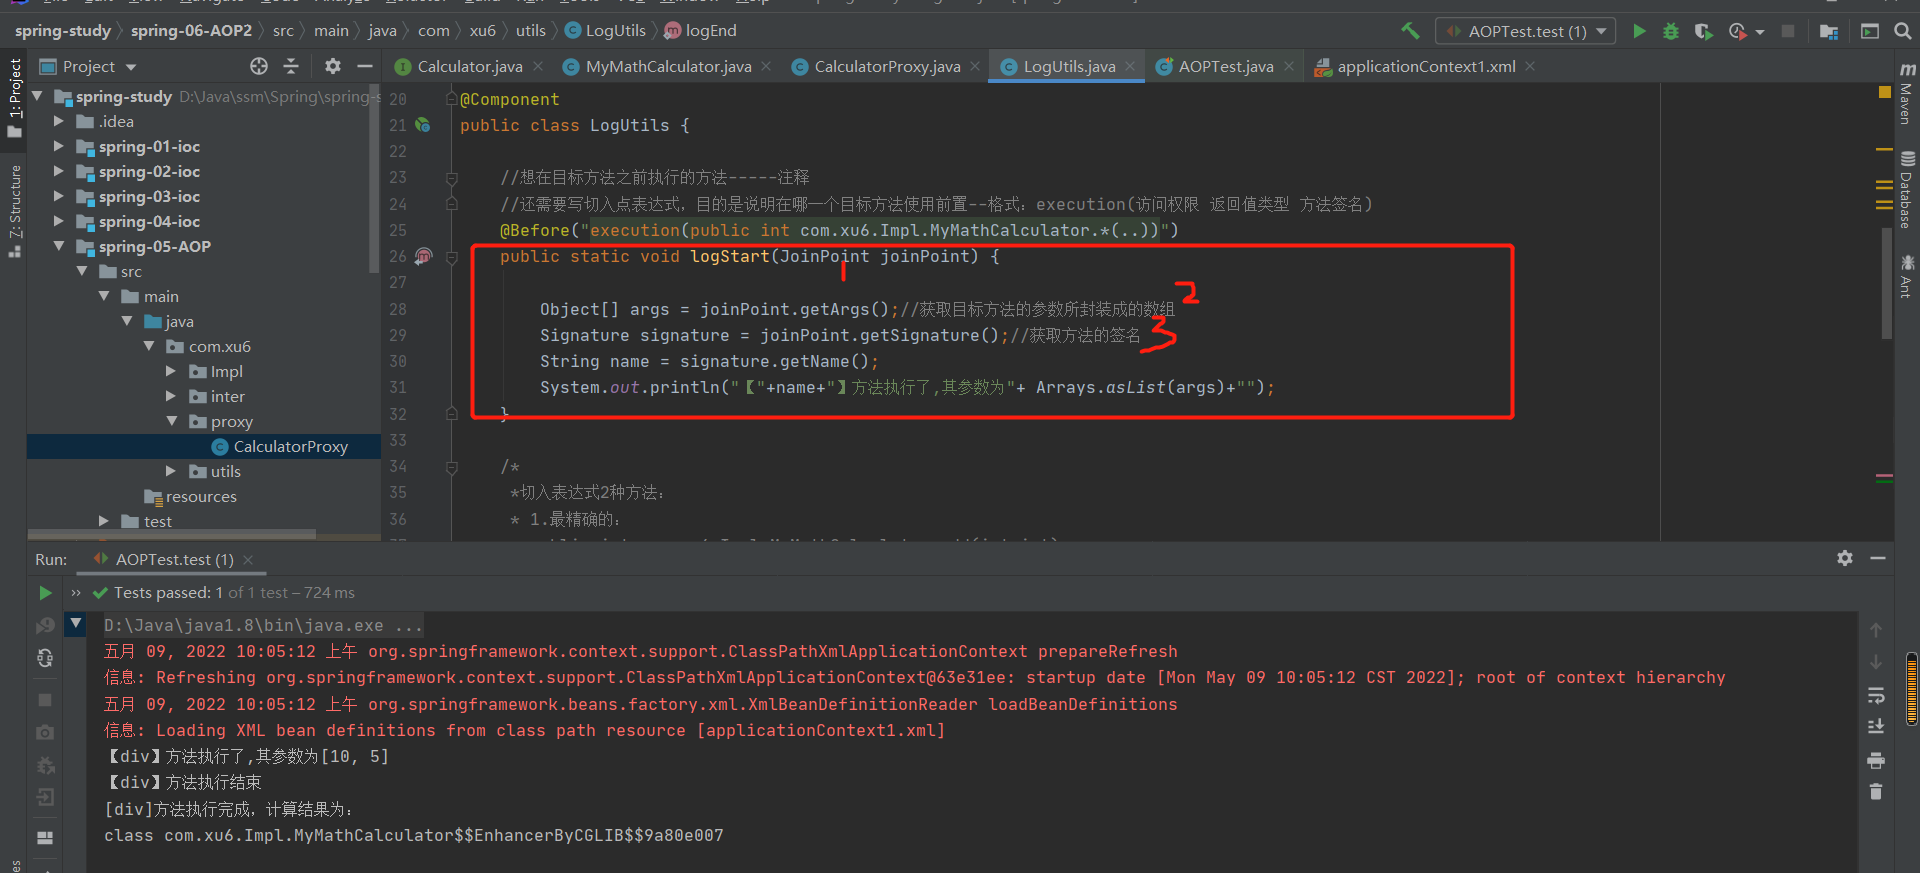 spring-study spring-06-AOP2 src main java com xu6 utils LogUtils logEnd
AOPTest.test (1)
1: Project
Z: Structure
Project
Calculator.java
MyMathCalculator.java
CalculatorProxy.java
LogUtils.java
AOPTest.java
applicationContext1.xml
Maven
Database
Ant
spring-study D:\Java\ssm\Spring\spring-s
.idea
spring-01-ioc
spring-02-ioc
spring-03-ioc
spring-04-ioc
spring-05-AOP
src
main
java
com.xu6
Impl
inter
proxy
CalculatorProxy
utils
resources
test
20 @Component
21 public class LogUtils {
22
23 //想在目标方法之前执行的方法-----注释
24 //还需要写切入点表达式，目的是说明在哪一个目标方法使用前置--格式：execution(访问权限 返回值类型 方法签名)
25 @Before("execution(public int com.xu6.Impl.MyMathCalculator.*(..))")
26 public static void logStart(JoinPoint joinPoint) {
1
27
28 Object[] args = joinPoint.getArgs();//获取目标方法的参数所封装成的数组
2
29 Signature signature = joinPoint.getSignature();//获取方法的签名
3
30 String name = signature.getName();
31 System.out.println("【"+name+"】方法执行了,其参数为"+ Arrays.asList(args)+"");
32 }
33
34 /*
35 *切入表达式2种方法：
36 * 1.最精确的：
Run: AOPTest.test (1)
Tests passed: 1 of 1 test – 724 ms
D:\Java\java1.8\bin\java.exe ...
五月 09, 2022 10:05:12 上午 org.springframework.context.support.ClassPathXmlApplicationContext prepareRefresh
信息: Refreshing org.springframework.context.support.ClassPathXmlApplicationContext@63e31ee: startup date [Mon May 09 10:05:12 CST 2022]; root of context hierarchy
五月 09, 2022 10:05:12 上午 org.springframework.beans.factory.xml.XmlBeanDefinitionReader loadBeanDefinitions
信息: Loading XML bean definitions from class path resource [applicationContext1.xml]
【div】方法执行了,其参数为[10, 5]
【div】方法执行结束
[div]方法执行完成，计算结果为：
class com.xu6.Impl.MyMathCalculator$$EnhancerByCGLIB$$9a80e007